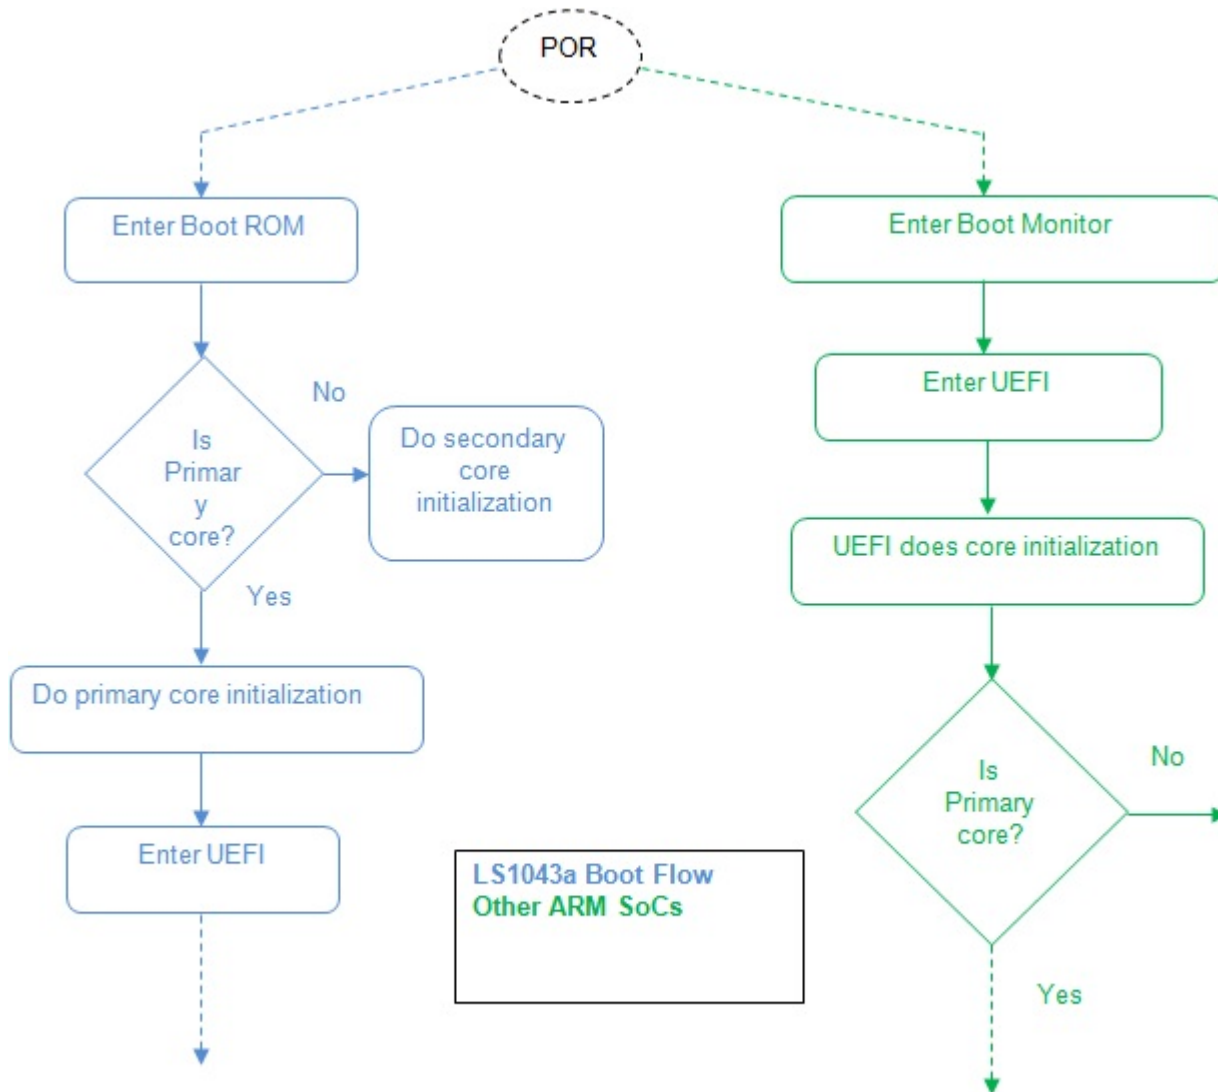 POR
Enter Boot ROM
No
Is
Primar
y
core?
Do secondary
core
initialization
Yes
Do primary core initialization
Enter UEFI
LS1043a Boot Flow
Other ARM SoCs
Enter Boot Monitor
Enter UEFI
UEFI does core initialization
Is
Primary
core?
No
Yes